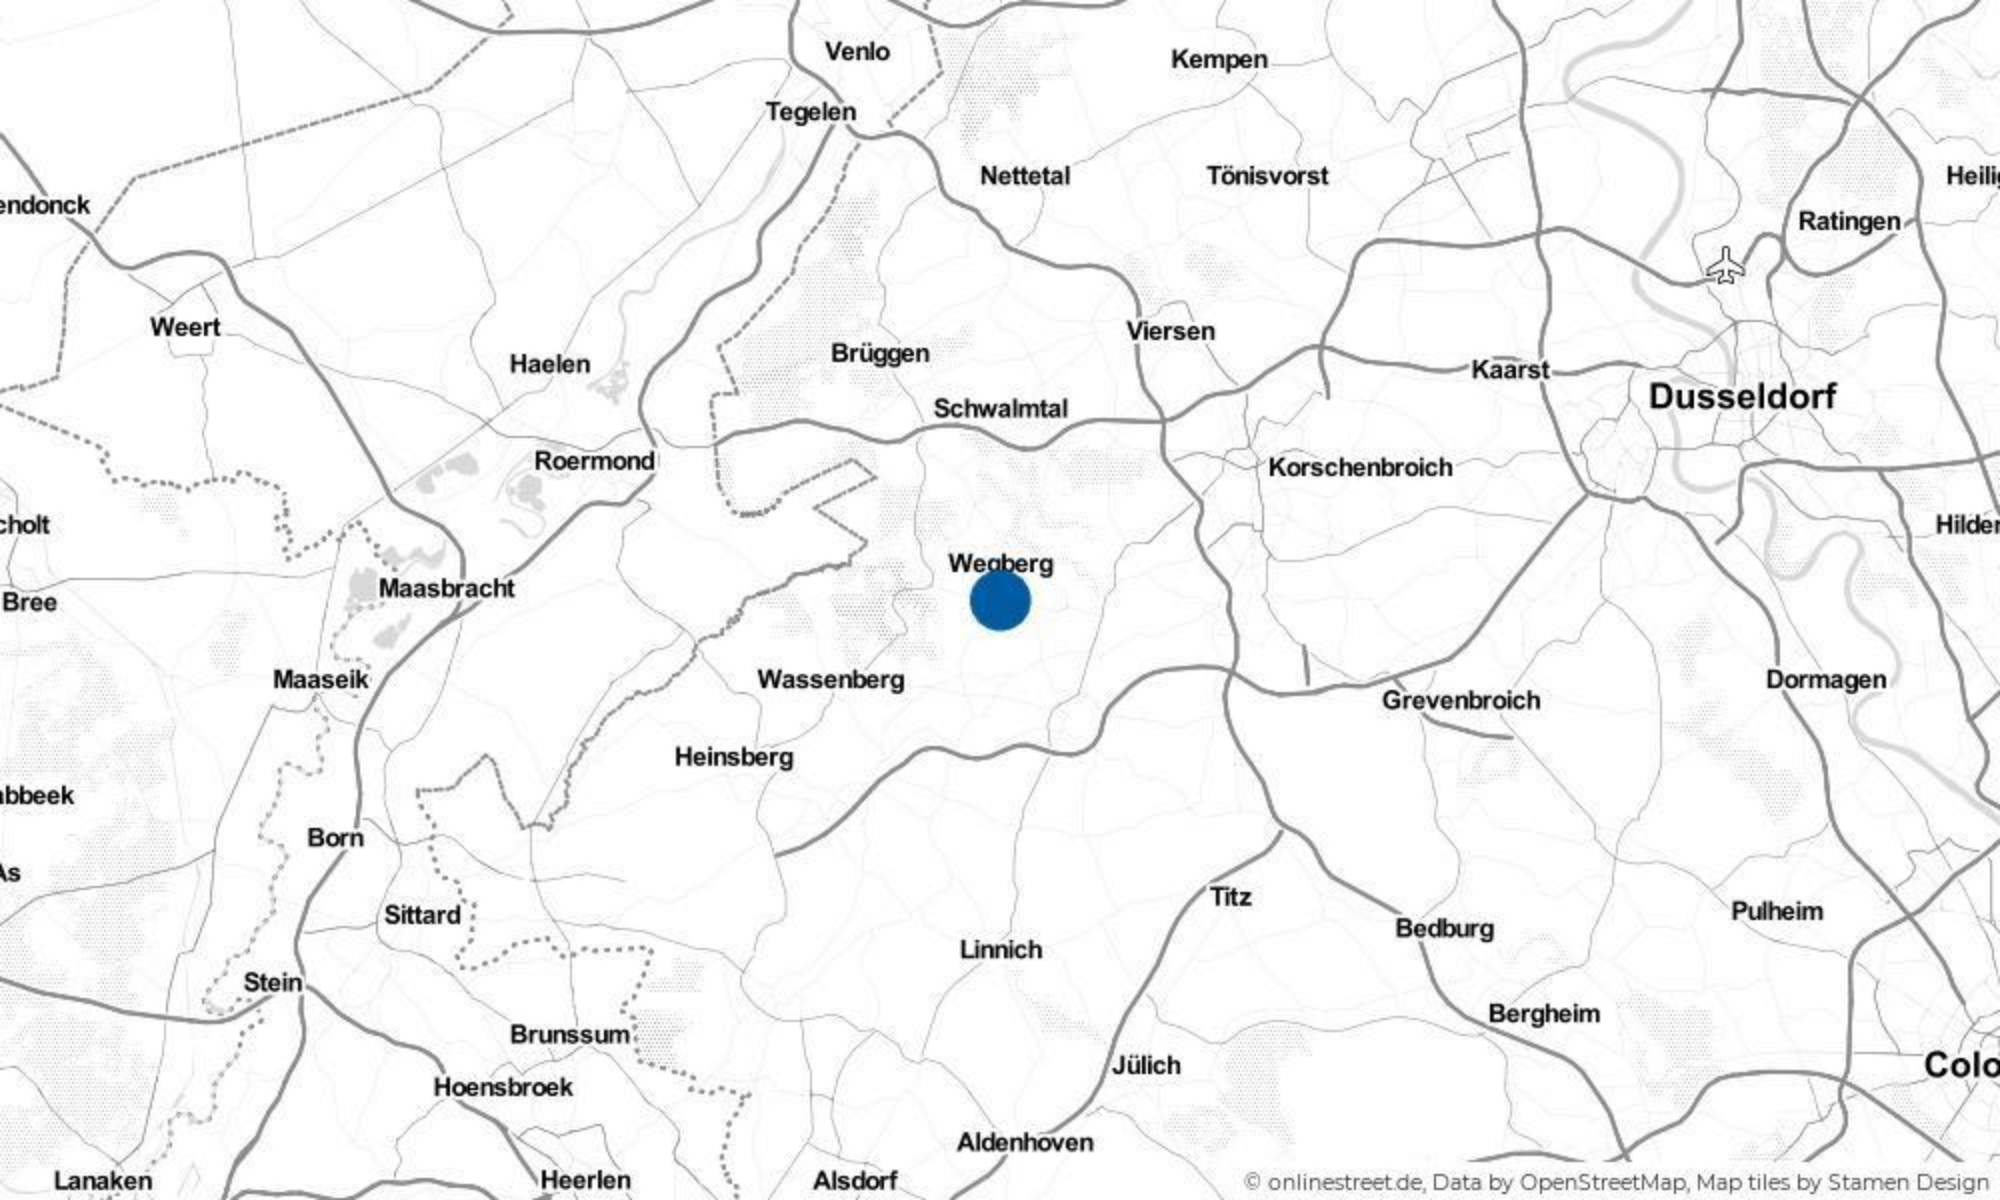 Venlo
Kempen
Tegelen
Nettetal
Tönisvorst
Heilig
endonck
Ratingen
Weert
Viersen
Brüggen
Haelen
Kaarst
Dusseldorf
Schwalmtal
Roermond
Korschenbroich
cholt
Hilden
Wegberg
Maasbracht
Bree
Maaseik
Wassenberg
Dormagen
Grevenbroich
Heinsberg
abbeek
Born
As
Titz
Sittard
Pulheim
Bedburg
Linnich
Stein
Bergheim
Brunssum
Jülich
Colo
Hoensbroek
Aldenhoven
Lanaken
Heerlen
Alsdorf
© onlinestreet.de, Data by OpenStreetMap, Map tiles by Stamen Design